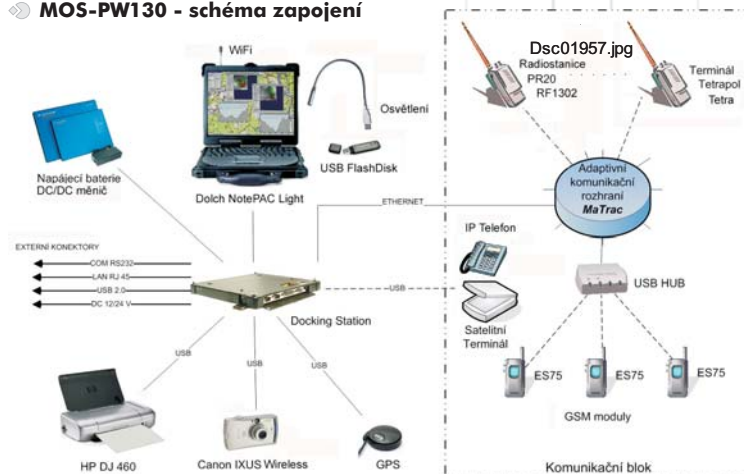 MOS-PW130 - schéma zapojení
WiFi
Osvětlení
USB FlashDisk
Napájecí baterie
DC/DC měnič
Dolch NotePAC Light
ETHERNET
EXTERNÍ KONEKTORY
COM RS232
LAN RJ 45
USB 2.0
DC 12/24 V
Docking Station
USB
USB
USB
USB
HP DJ 460
Canon IXUS Wireless
GPS
Dsc01957.jpg
Radiostanice
PR20
RF1302
Terminál
Tetrapol
Tetra
Adaptivní
komunikační
rozhraní
MaTrac
IP Telefon
Satelitní
Terminál
USB HUB
ES75
ES75
ES75
GSM moduly
Komunikační blok